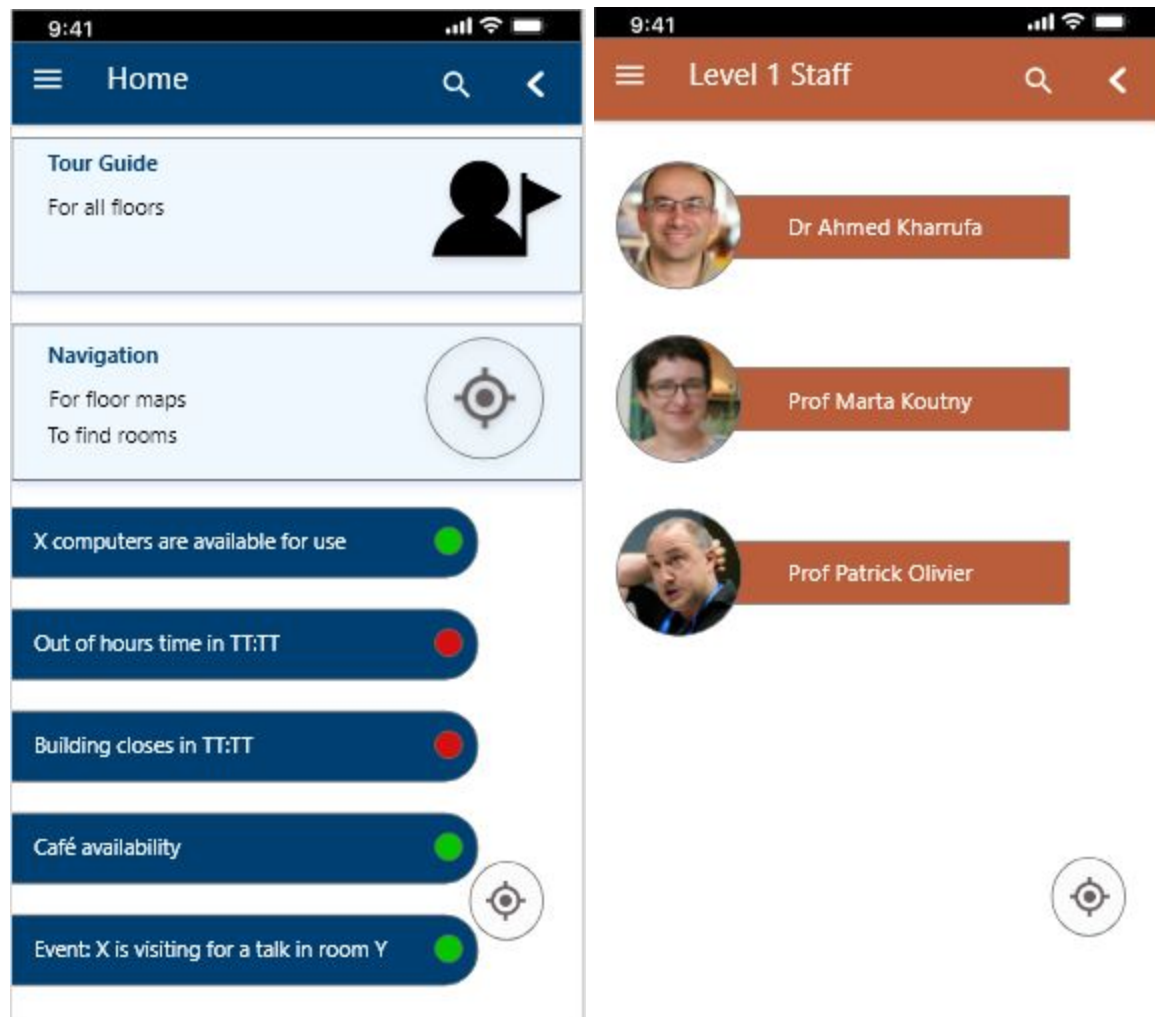 9:41
Home
Tour Guide
For all floors
Navigation
For floor maps
To find rooms
X computers are available for use
Out of hours time in TT:TT
Building closes in TT:TT
Café availability
Event: X is visiting for a talk in room Y
9:41
Level 1 Staff
Dr Ahmed Kharrufa
Prof Marta Koutny
Prof Patrick Olivier